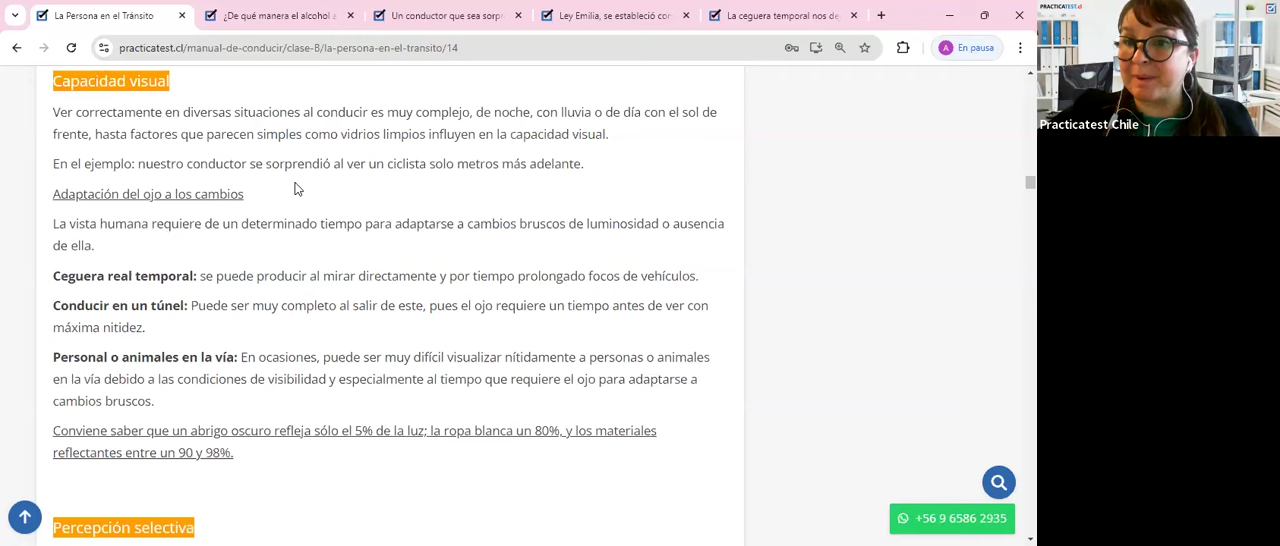 La Persona en el Tránsito
¿De qué manera el alcohol a
Un conductor que sea sorpr
Ley Emilia, se estableció con
La ceguera temporal nos de
practicatest.cl/manual-de-conducir/clase-B/la-persona-en-el-transito/14
A
En pausa
PRACTICATEST.cl
Practicatest Chile
Capacidad visual
Ver correctamente en diversas situaciones al conducir es muy complejo, de noche, con lluvia o de día con el sol de
frente, hasta factores que parecen simples como vidrios limpios influyen en la capacidad visual.
En el ejemplo: nuestro conductor se sorprendió al ver un ciclista solo metros más adelante.
Adaptación del ojo a los cambios
La vista humana requiere de un determinado tiempo para adaptarse a cambios bruscos de luminosidad o ausencia
de ella.
Ceguera real temporal: se puede producir al mirar directamente y por tiempo prolongado focos de vehículos.
Conducir en un túnel: Puede ser muy completo al salir de este, pues el ojo requiere un tiempo antes de ver con
máxima nitidez.
Personal o animales en la vía: En ocasiones, puede ser muy difícil visualizar nítidamente a personas o animales
en la vía debido a las condiciones de visibilidad y especialmente al tiempo que requiere el ojo para adaptarse a
cambios bruscos.
Conviene saber que un abrigo oscuro refleja sólo el 5% de la luz; la ropa blanca un 80%, y los materiales
reflectantes entre un 90 y 98%.
+56 9 6586 2935
Percepción selectiva